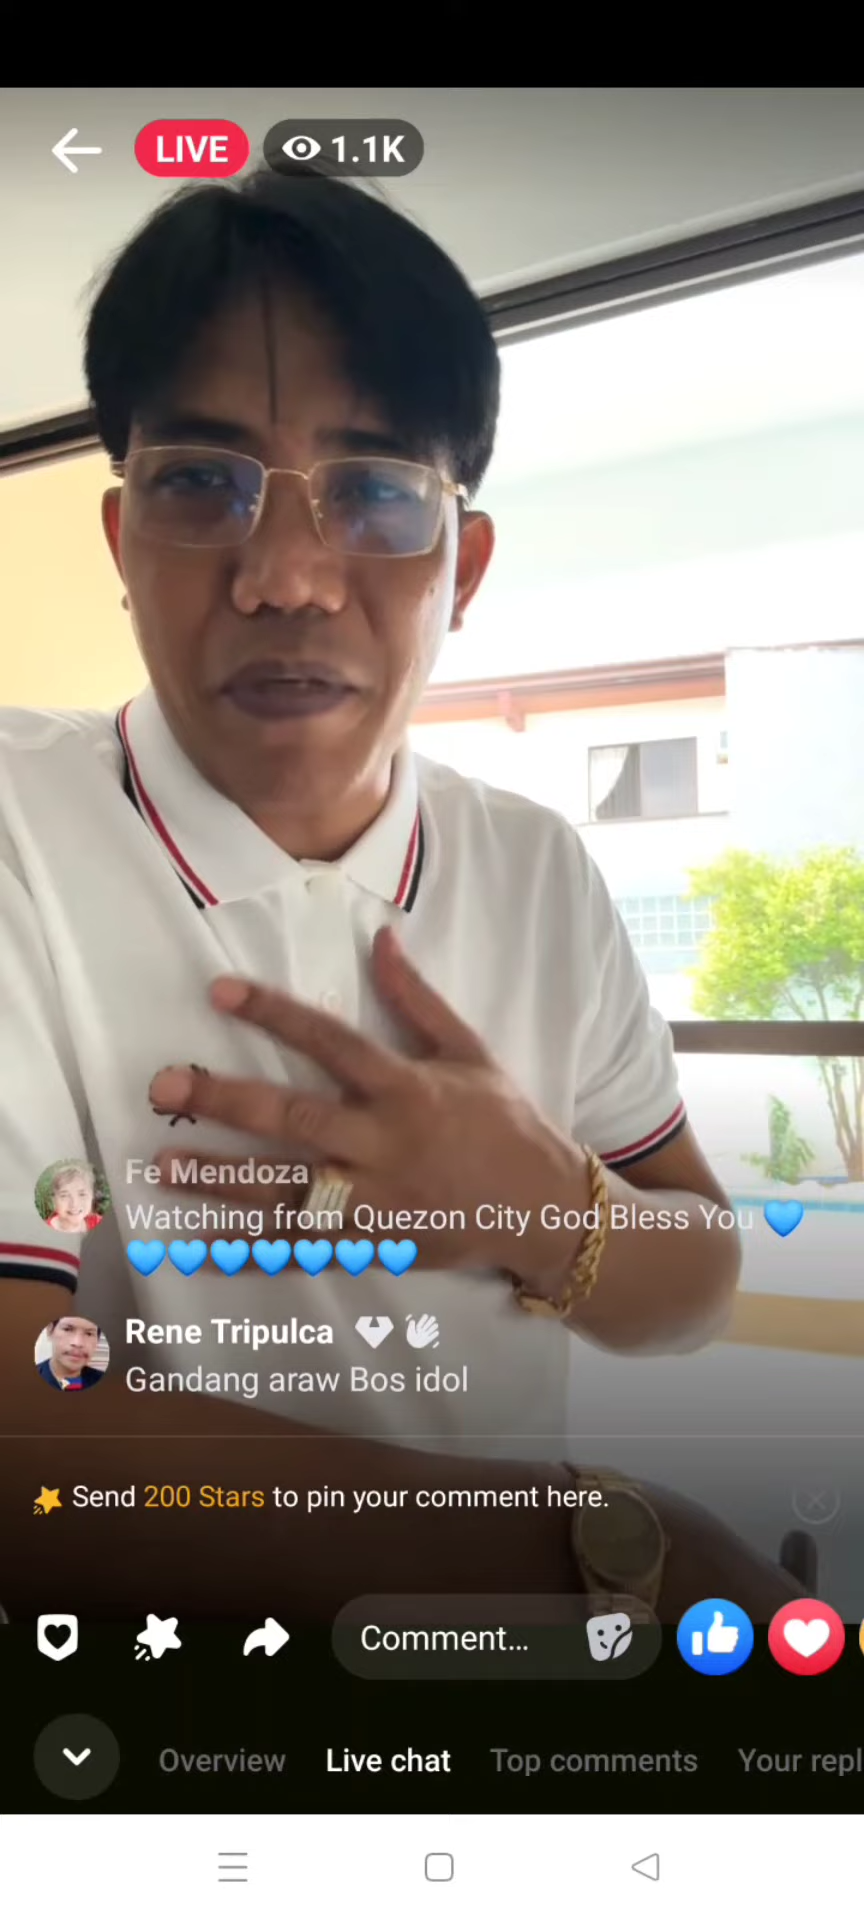 LIVE 1.1K
Fe Mendoza
Watching from Quezon City God Bless You 💙
💙💙💙💙💙💙💙
Rene Tripulca
Gandang araw Bos idol
Send 200 Stars to pin your comment here.
Comment...
Overview Live chat Top comments Your repl